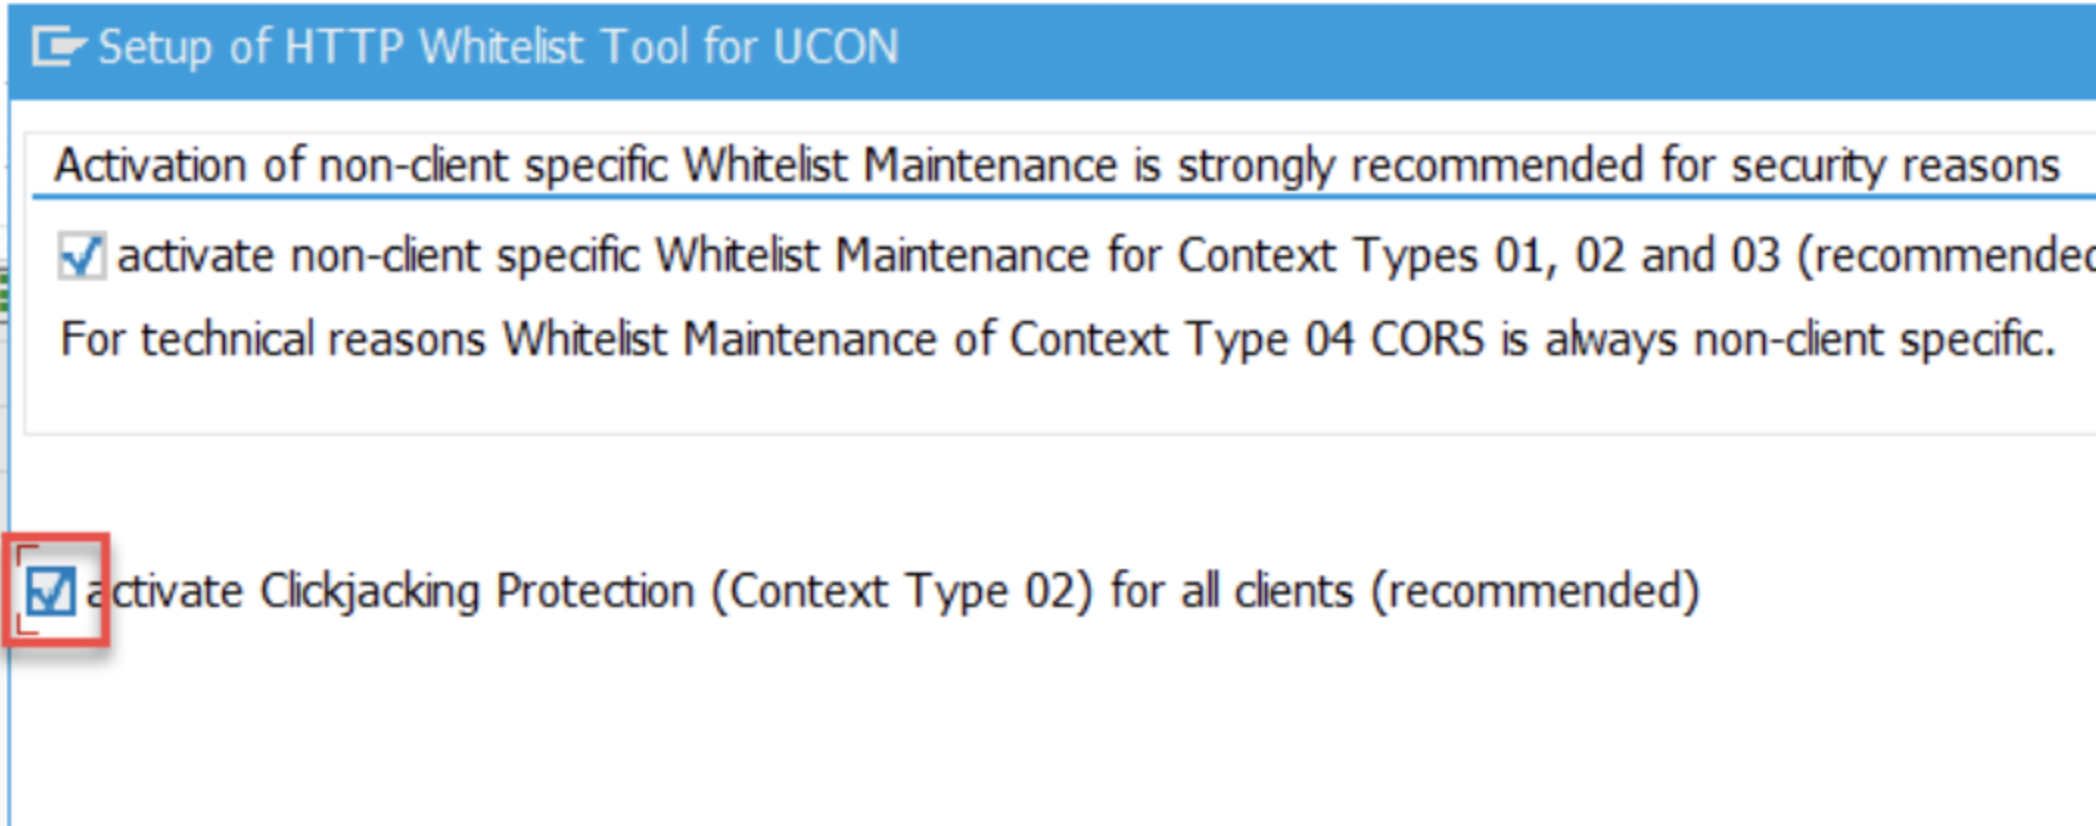 Setup of HTTP Whitelist Tool for UCON
Activation of non-client specific Whitelist Maintenance is strongly recommended for security reasons
activate non-client specific Whitelist Maintenance for Context Types 01, 02 and 03 (recommended
For technical reasons Whitelist Maintenance of Context Type 04 CORS is always non-client specific.
activate Clickjacking Protection (Context Type 02) for all clients (recommended)